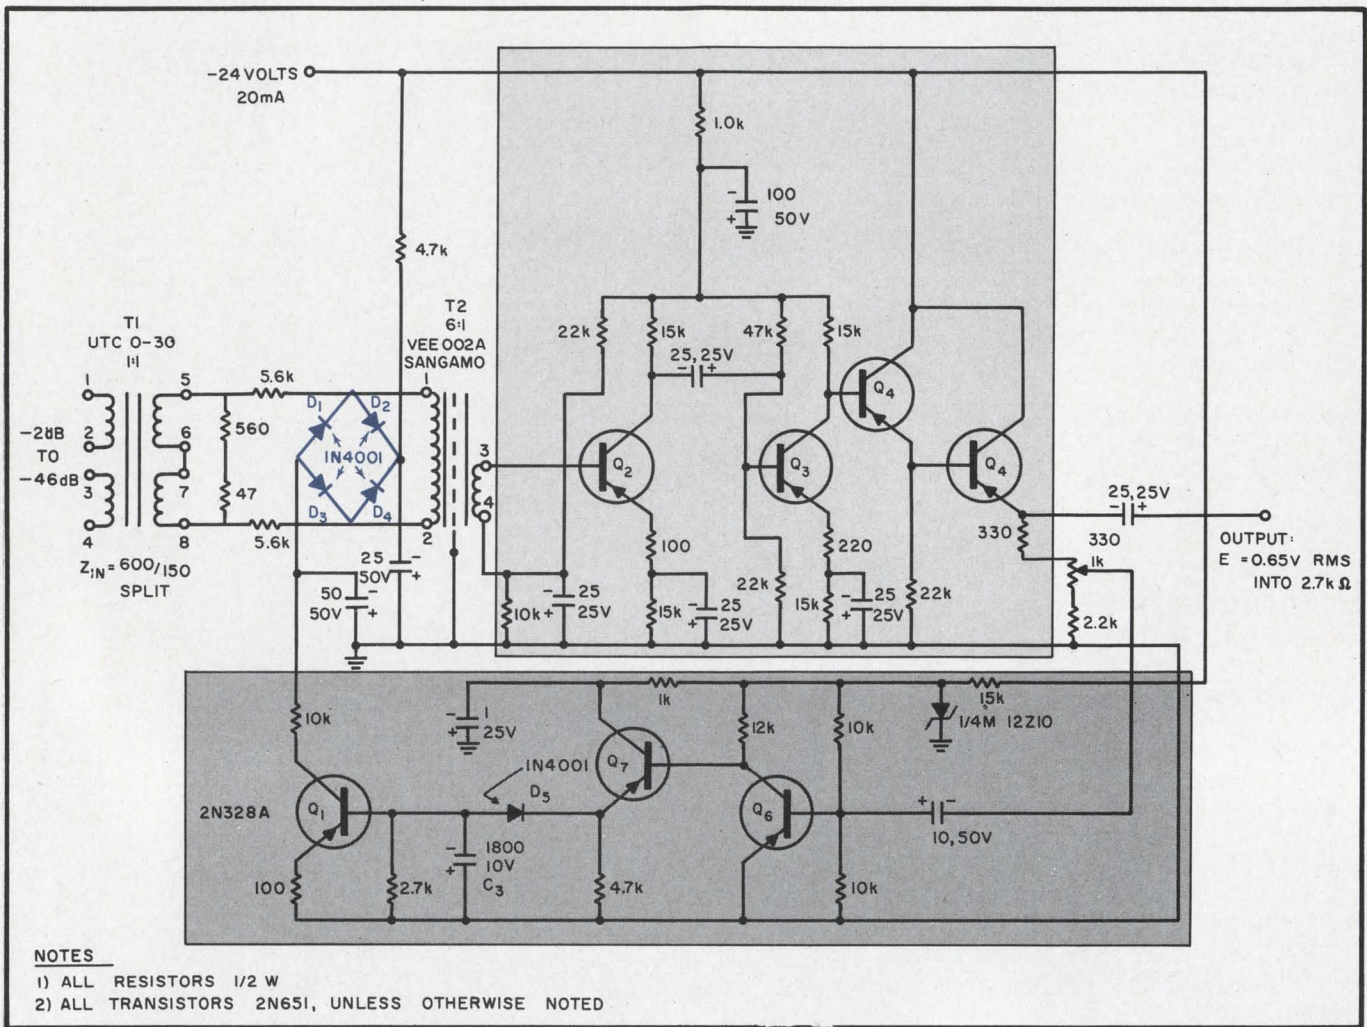 -24 VOLTS
20mA
1.0k
-
100
+
50V
4.7k
T1
UTC 0-30
1:1
T2
6:1
VEE 002A
SANGAMO
22k
15k
47k
15k
25, 25V
- +
1
5
5.6k
D1
D2
1
Q4
-2dB
TO
-46dB
2
6
560
1N4001
3
Q2
Q3
Q4
3
7
47
D3
D4
4
25, 25V
- +
4
8
5.6k
2
330
330
OUTPUT:
E = 0.65V RMS
INTO 2.7k Ω
ZIN = 600/150
SPLIT
25
50V
-
+
100
220
1k
50
50V
-
+
10k
-
+
25
25V
15k
-
+
25
25V
22k
15k
-
+
25
25V
22k
2.2k
10k
-
+
1
25V
1k
12k
10k
15k
1/4M 12Z10
1N4001
D5
Q7
2N328A
Q1
Q6
+ -
10, 50V
100
2.7k
-
+
1800
10V
C3
4.7k
10k
NOTES
1) ALL RESISTORS 1/2 W
2) ALL TRANSISTORS 2N651, UNLESS OTHERWISE NOTED